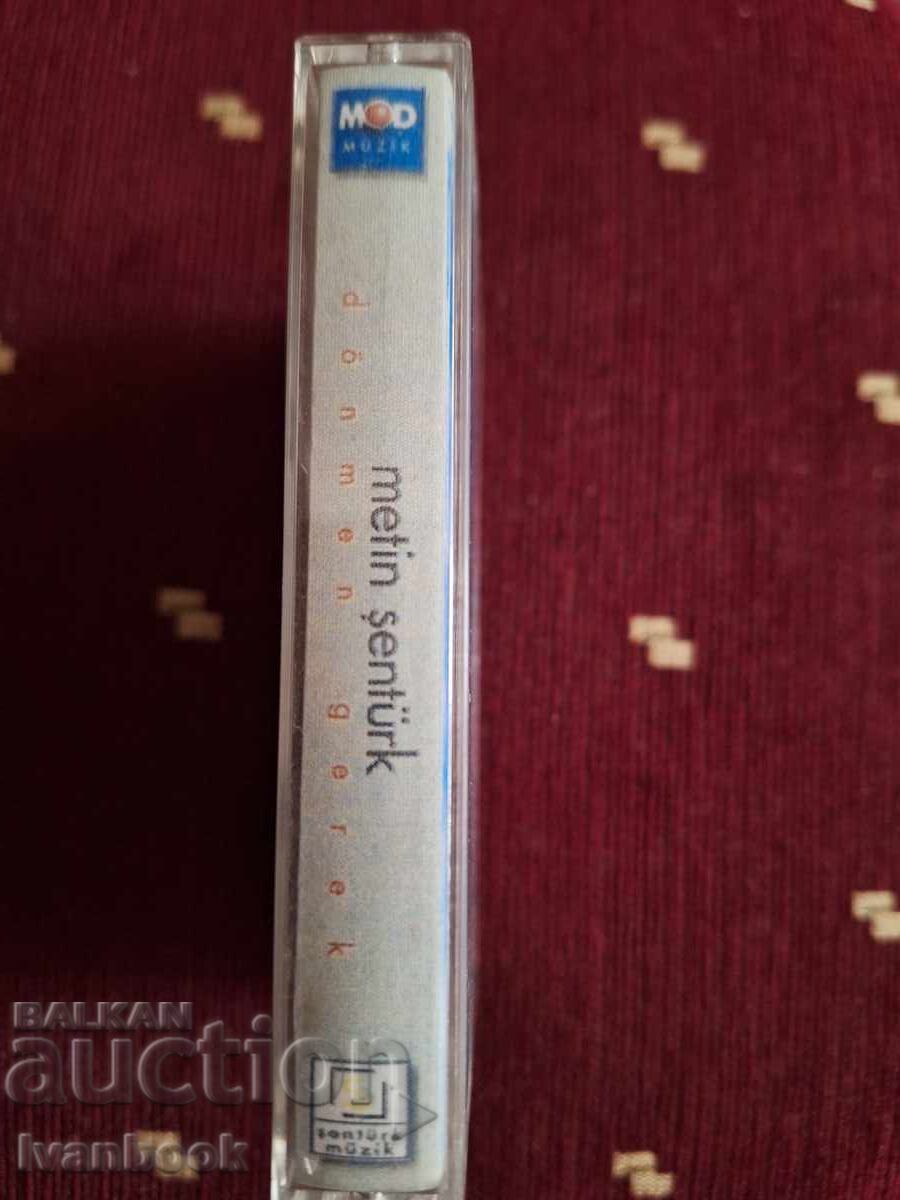 MOD
MÜZİK
metin şentürk
dönmen gerek
şentürk
müzik
BALKAN
auction
Ivanbook